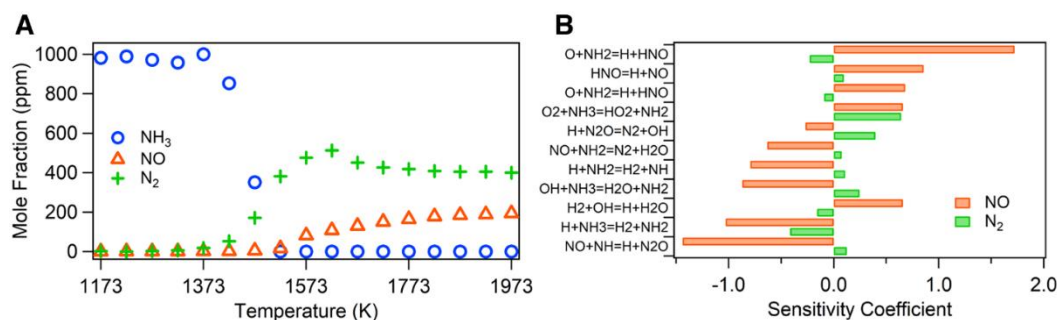 A
Mole Fraction (ppm)
1000
800
600
400
200
0
NH3
NO
N2
1173
1373
1573
1773
1973
Temperature (K)
B
O+NH2=H+HNO
HNO=H+NO
O+NH2=H+HNO
O2+NH3=HO2+NH2
H+N2O=N2+OH
NO+NH2=N2+H2O
H+NH2=H2+NH
OH+NH3=H2O+NH2
H2+OH=H+H2O
H+NH3=H2+NH2
NO+NH=H+N2O
NO
N2
-1.0
0.0
1.0
2.0
Sensitivity Coefficient